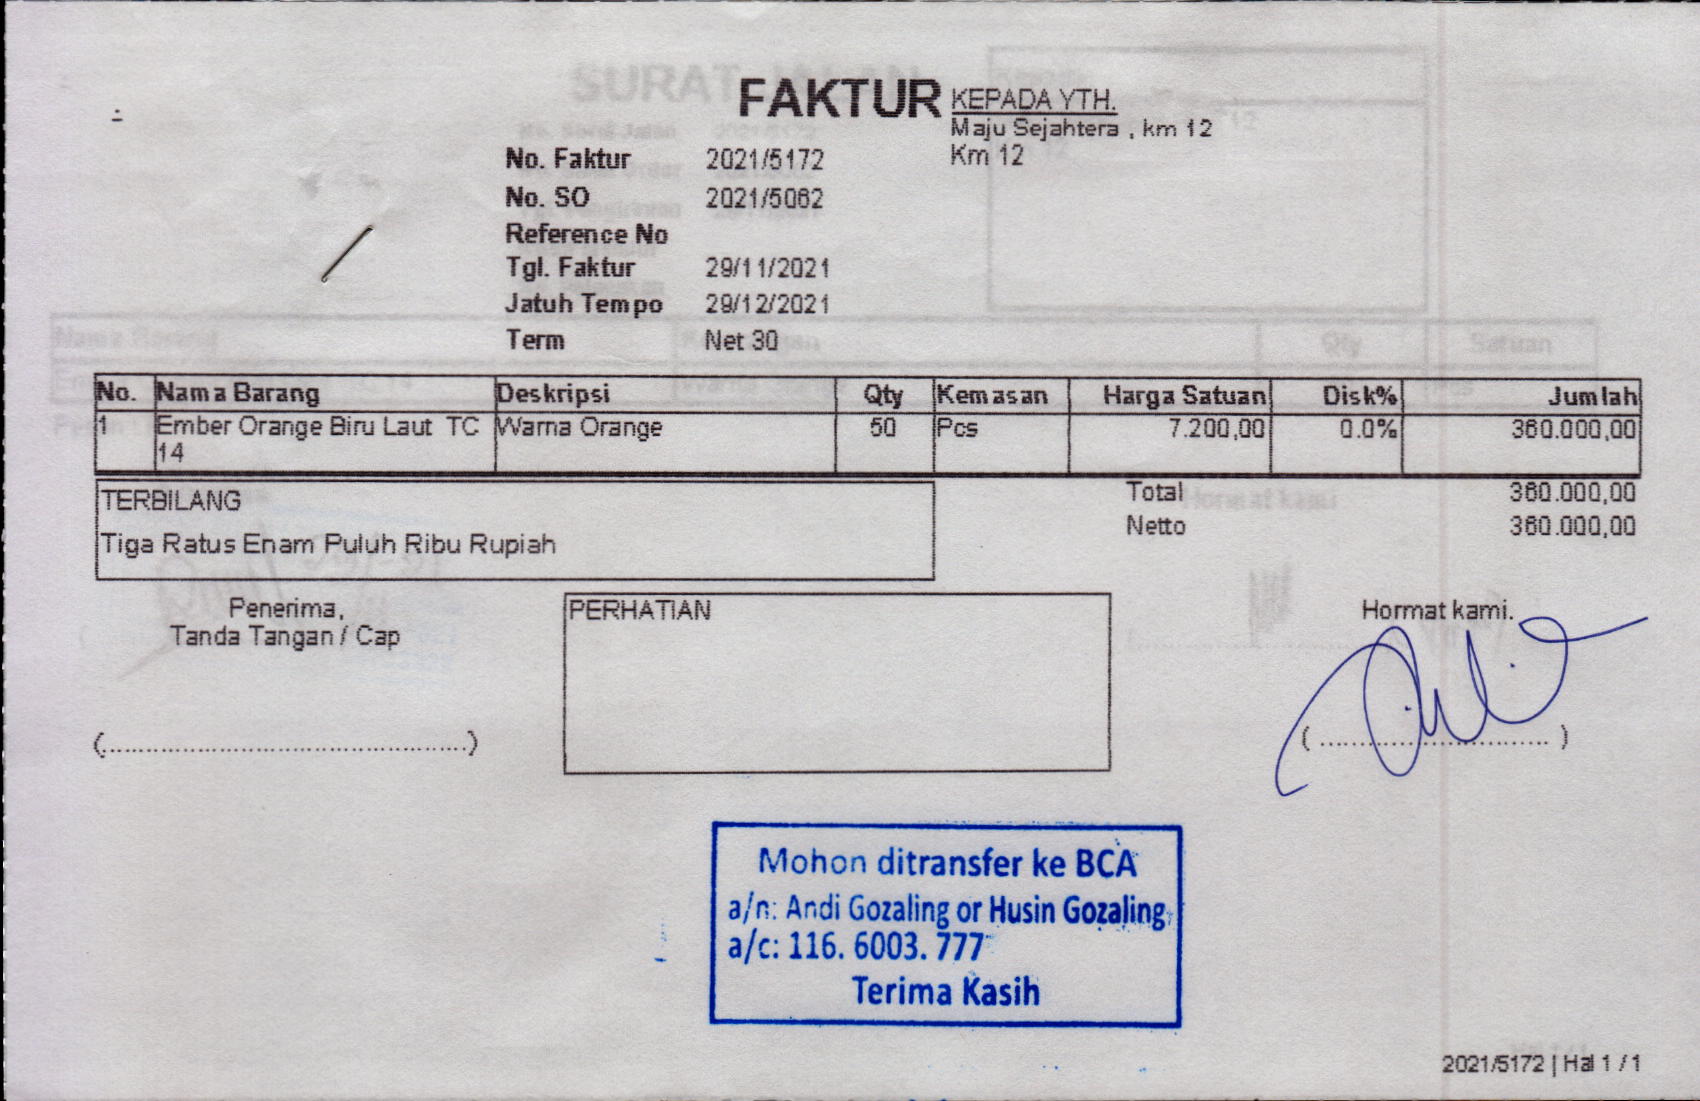 FAKTUR
KEPADA YTH.
Maju Sejahtera , km 12
Km 12
No. Faktur 2021/5172
No. SO 2021/5062
Reference No
Tgl. Faktur 29/11/2021
Jatuh Tempo 29/12/2021
Term Net 30
No. Nama Barang Deskripsi Qty Kemasan Harga Satuan Disk% Jumlah
1 Ember Orange Biru Laut TC Warna Orange 50 Pcs 7.200,00 0.0% 360.000,00
14
TERBILANG
Tiga Ratus Enam Puluh Ribu Rupiah
Total 360.000,00
Netto 360.000,00
Penerima,
Tanda Tangan / Cap
PERHATIAN
Hormat kami.
Mohon ditransfer ke BCA
a/n: Andi Gozaling or Husin Gozaling
a/c: 116. 6003. 777
Terima Kasih
2021/5172 | Hal 1 / 1